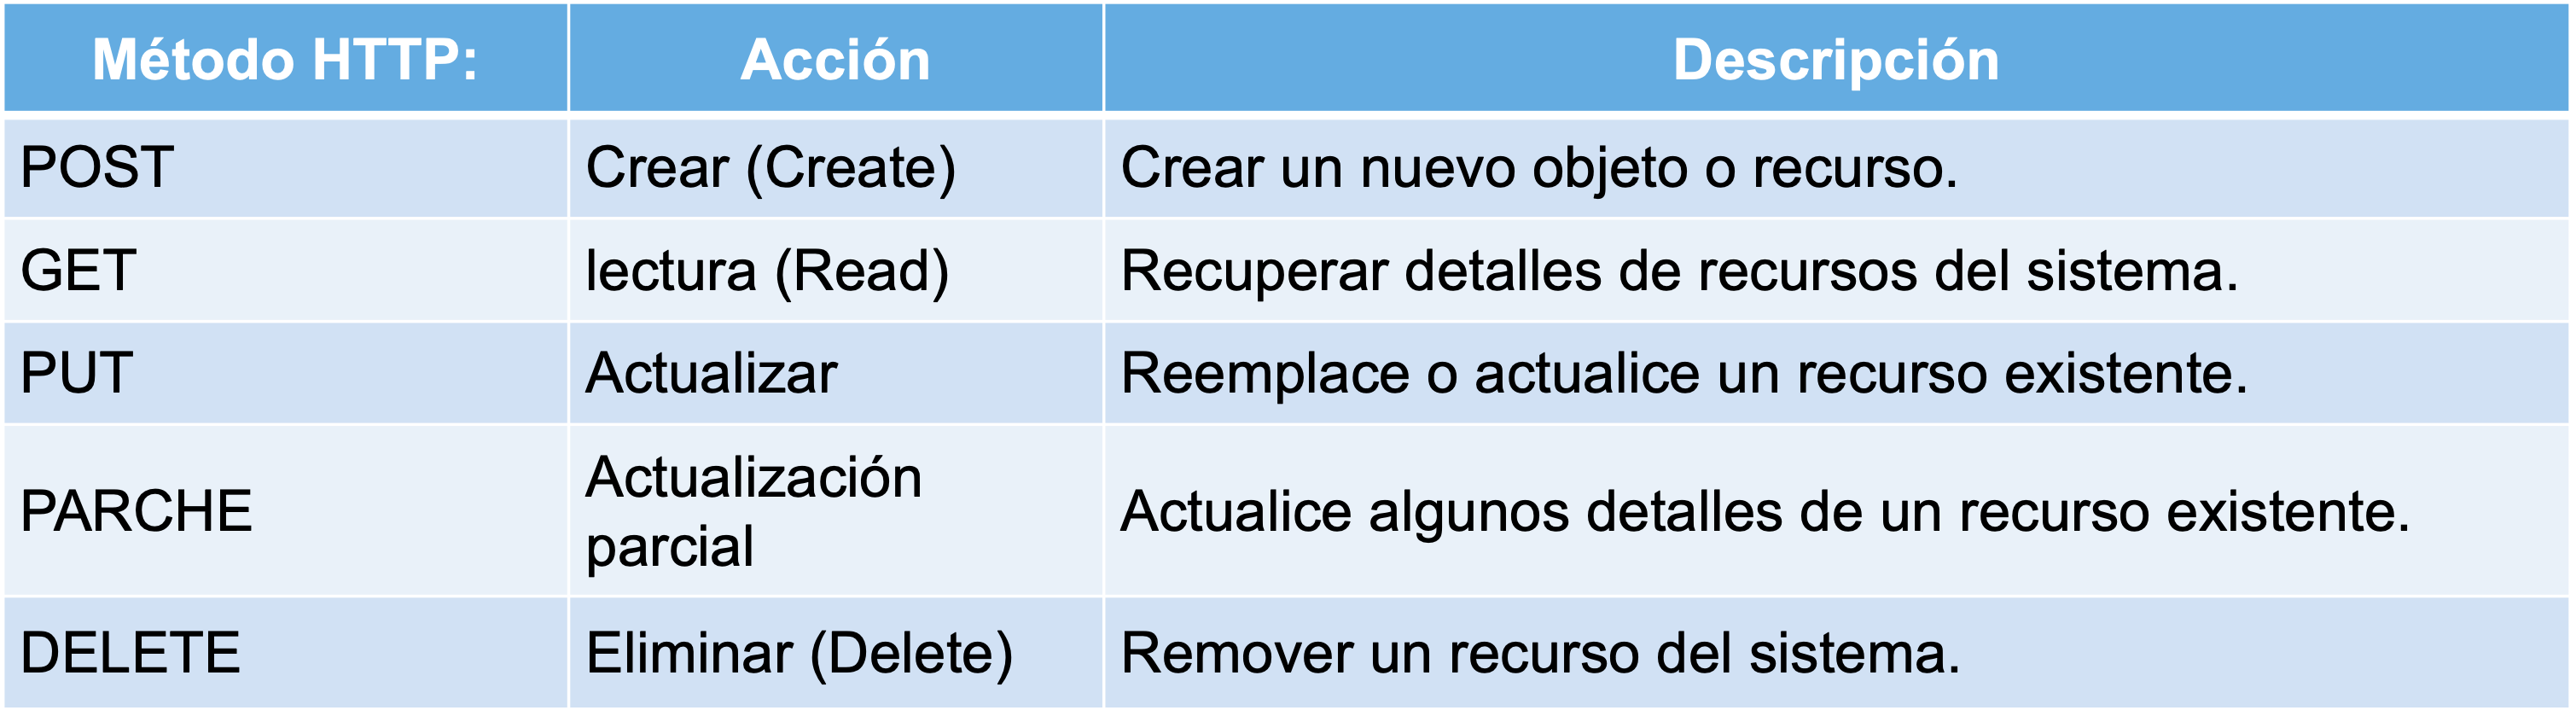 Método HTTP: Acción Descripción
POST Crear (Create) Crear un nuevo objeto o recurso.
GET lectura (Read) Recuperar detalles de recursos del sistema.
PUT Actualizar Reemplace o actualice un recurso existente.
PARCHE Actualización parcial Actualice algunos detalles de un recurso existente.
DELETE Eliminar (Delete) Remover un recurso del sistema.